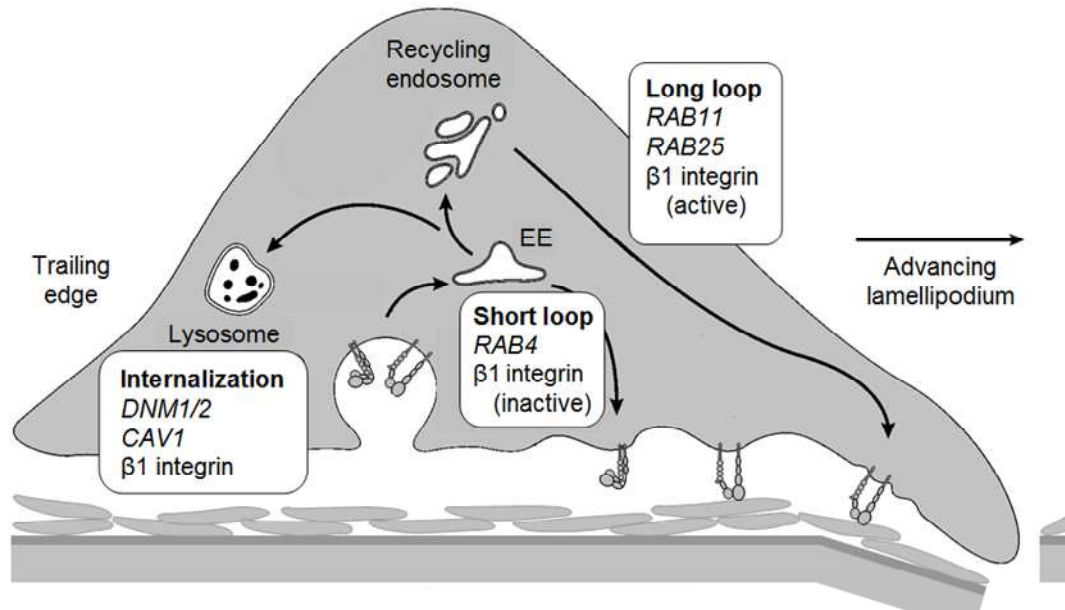 Recycling
endosome
Long loop
RAB11
RAB25
β1 integrin
(active)
EE
Trailing
edge
Advancing
lamellipodium
Lysosome
Short loop
RAB4
β1 integrin
(inactive)
Internalization
DNM1/2
CAV1
β1 integrin